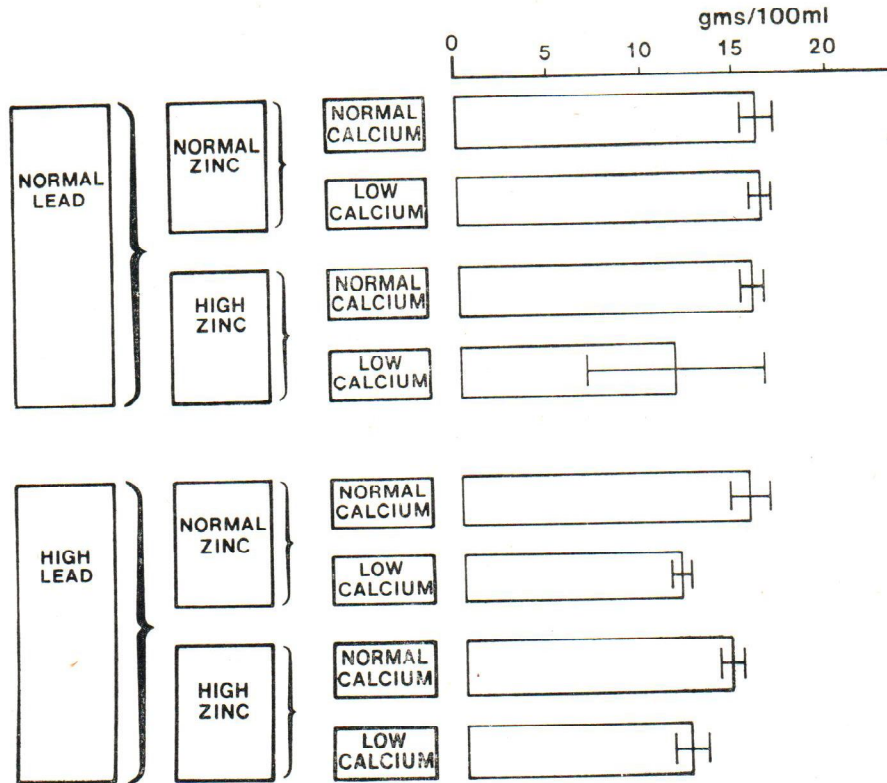 gms/100ml
0 5 10 15 20
NORMAL
LEAD
NORMAL
ZINC
NORMAL
CALCIUM
LOW
CALCIUM
HIGH
ZINC
NORMAL
CALCIUM
LOW
CALCIUM
HIGH
LEAD
NORMAL
ZINC
NORMAL
CALCIUM
LOW
CALCIUM
HIGH
ZINC
NORMAL
CALCIUM
LOW
CALCIUM